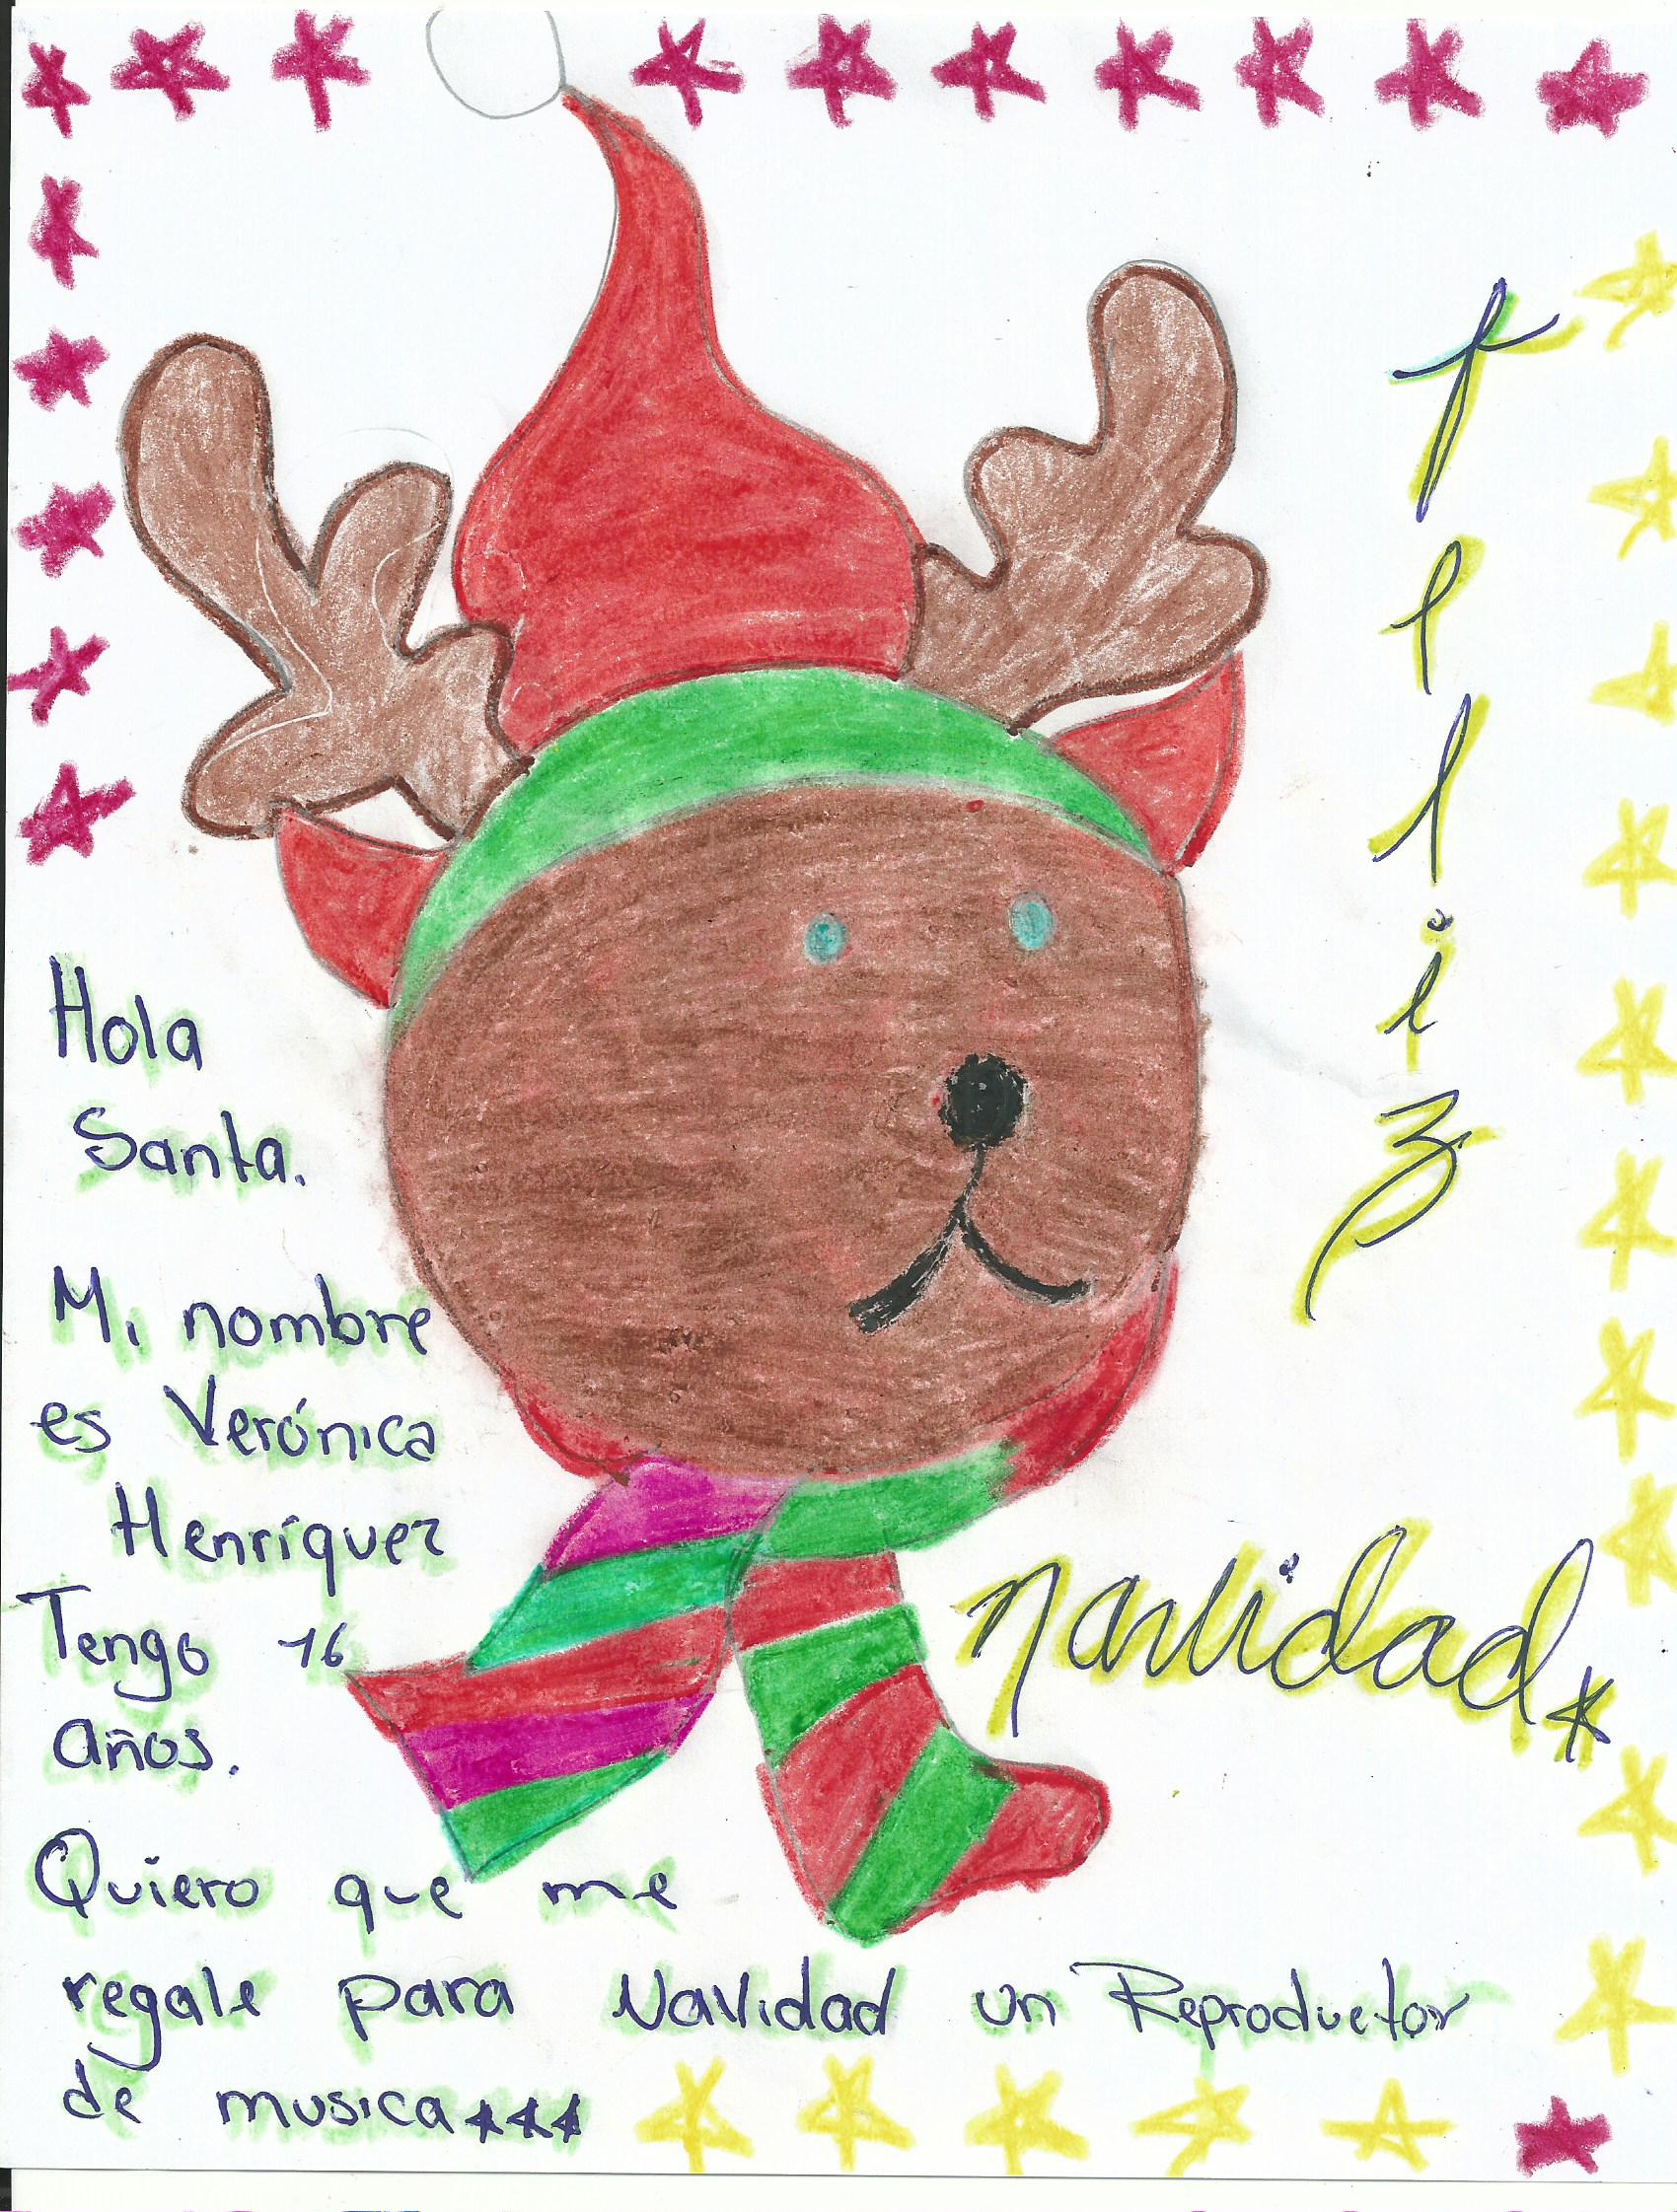 Hola
Santa.
Mi nombre
es Verónica
Henríquez
Tengo 16
años.
Quiero que me
regale para Navidad un Reproductor
de musica
feliz
navidad